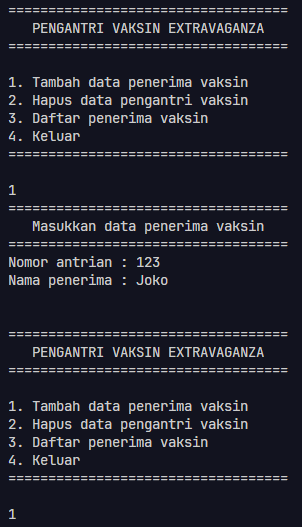 ===================================
PENGANTRI VAKSIN EXTRAVAGANZA
===================================
1. Tambah data penerima vaksin
2. Hapus data pengantri vaksin
3. Daftar penerima vaksin
4. Keluar
===================================
1
===================================
Masukkan data penerima vaksin
===================================
Nomor antrian : 123
Nama penerima : Joko
===================================
PENGANTRI VAKSIN EXTRAVAGANZA
===================================
1. Tambah data penerima vaksin
2. Hapus data pengantri vaksin
3. Daftar penerima vaksin
4. Keluar
===================================
1